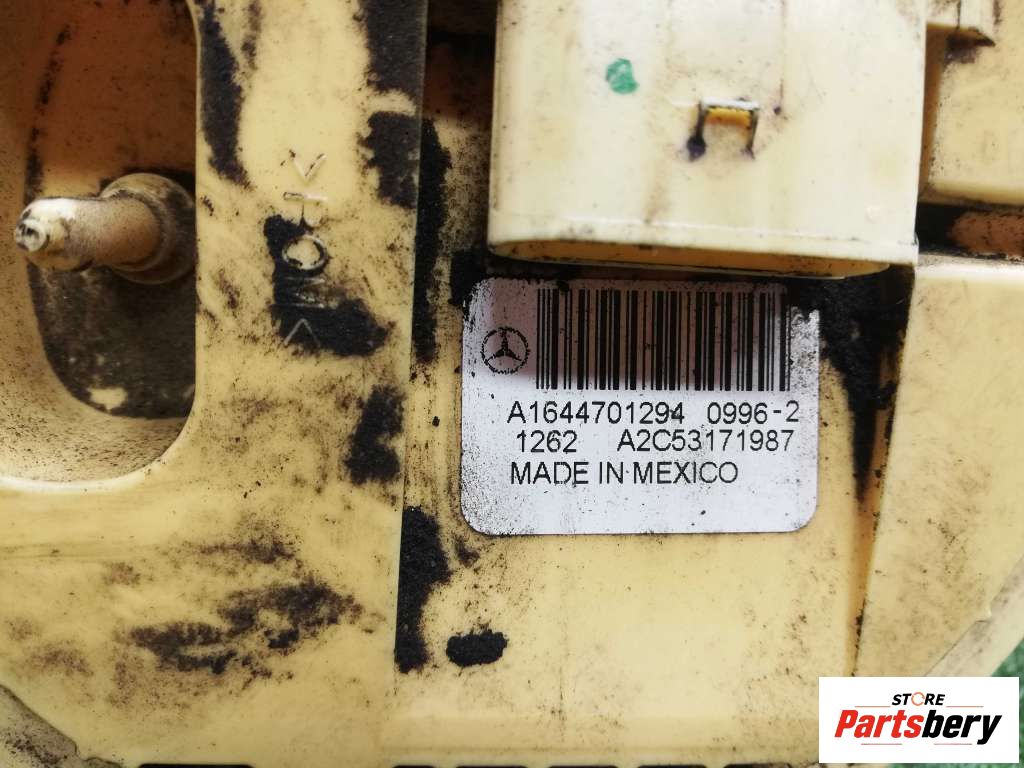 A1644701294 0996-2
1262 A2C53171987
MADE IN MEXICO
STORE
Partsbery